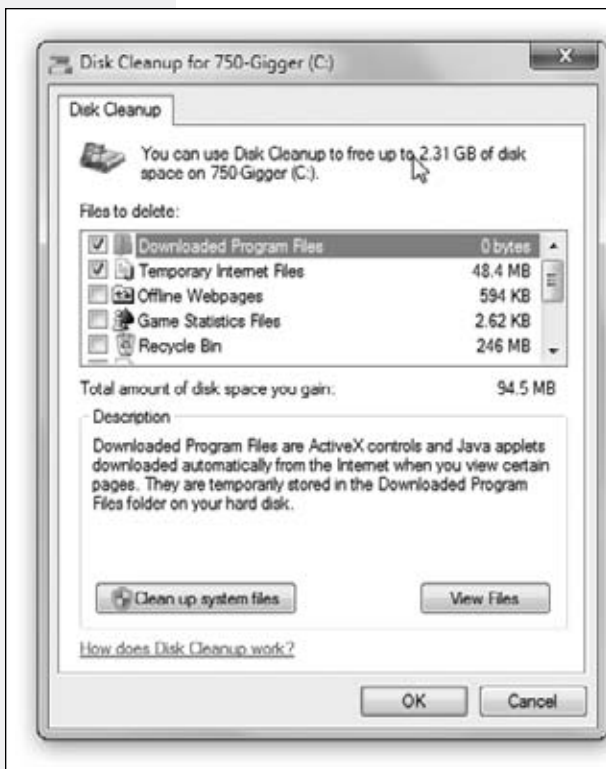 Disk Cleanup for 750-Gigger (C:)
Disk Cleanup
You can use Disk Cleanup to free up to 2.31 GB of disk
space on 750-Gigger (C:).
Files to delete:
Downloaded Program Files 0 bytes
Temporary Internet Files 48.4 MB
Offline Webpages 594 KB
Game Statistics Files 2.62 KB
Recycle Bin 246 MB
Total amount of disk space you gain: 94.5 MB
Description
Downloaded Program Files are ActiveX controls and Java applets
downloaded automatically from the Internet when you view certain
pages. They are temporarily stored in the Downloaded Program
Files folder on your hard disk.
Clean up system files View Files
How does Disk Cleanup work?
OK Cancel